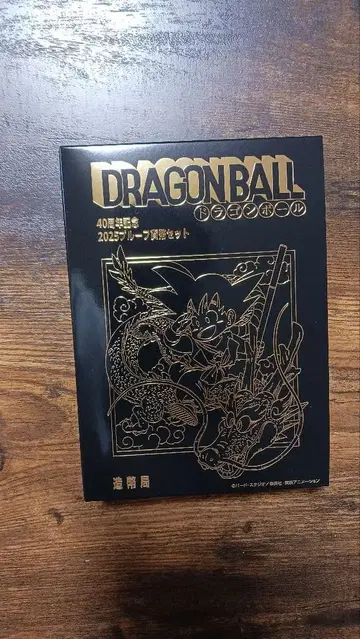 DRAGONBALL
ドラゴンボール
40周年記念
2025プルーフ貨幣セット
造幣局
©バード・スタジオ/集英社・東映アニメーション